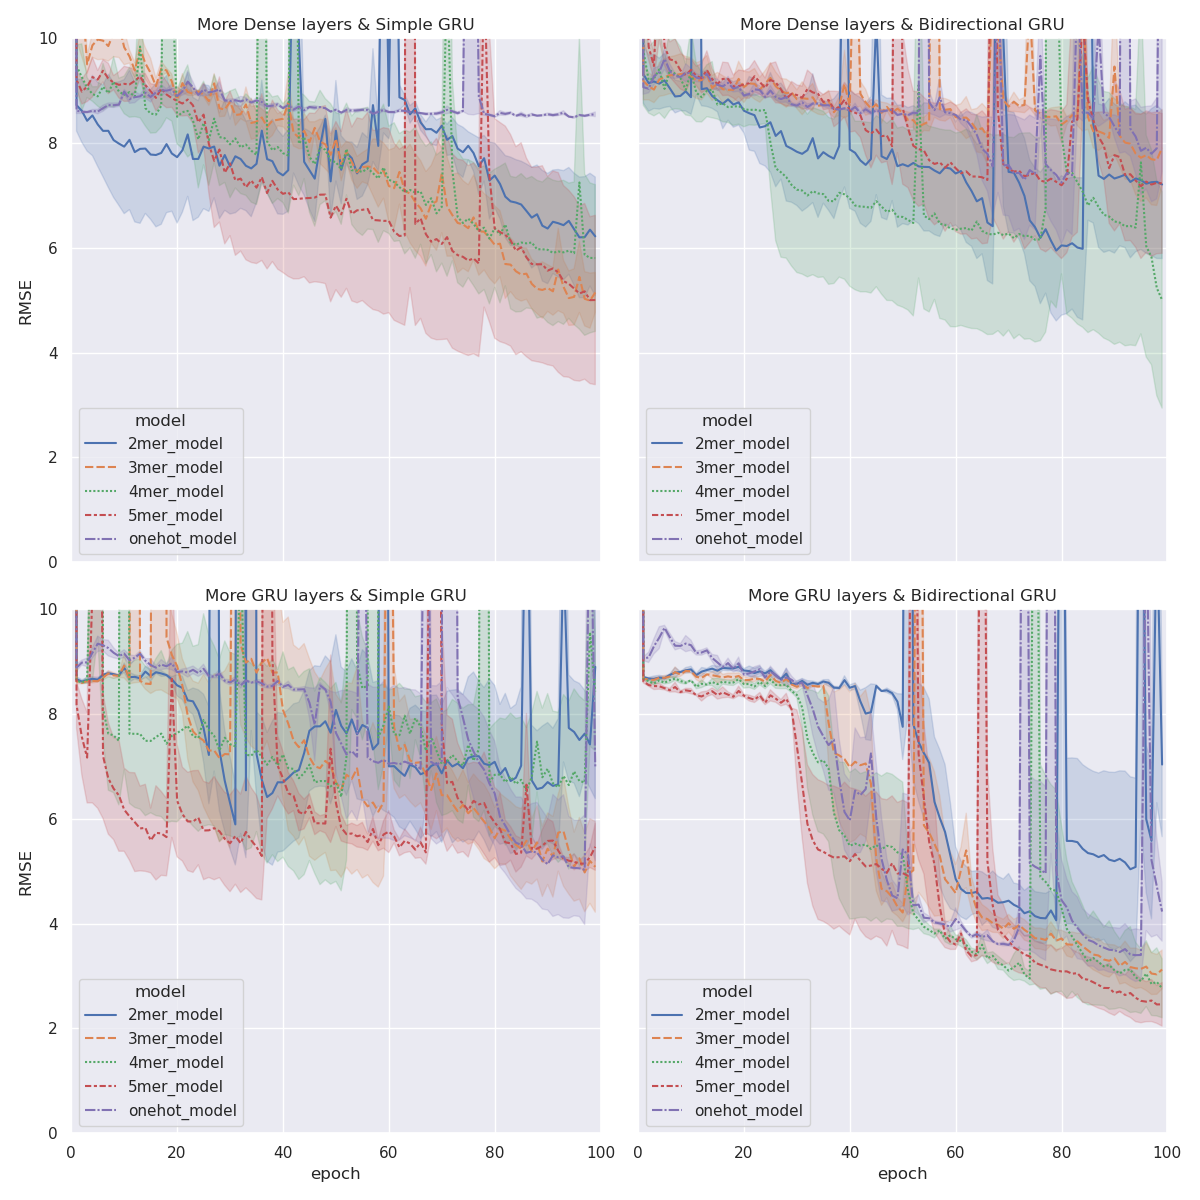 More Dense layers & Simple GRU
More Dense layers & Bidirectional GRU
10
8
6
4
2
0
RMSE
model
2mer_model
3mer_model
4mer_model
5mer_model
onehot_model
model
2mer_model
3mer_model
4mer_model
5mer_model
onehot_model
More GRU layers & Simple GRU
More GRU layers & Bidirectional GRU
10
8
6
4
2
0
RMSE
model
2mer_model
3mer_model
4mer_model
5mer_model
onehot_model
model
2mer_model
3mer_model
4mer_model
5mer_model
onehot_model
0 20 40 60 80 100
epoch
0 20 40 60 80 100
epoch